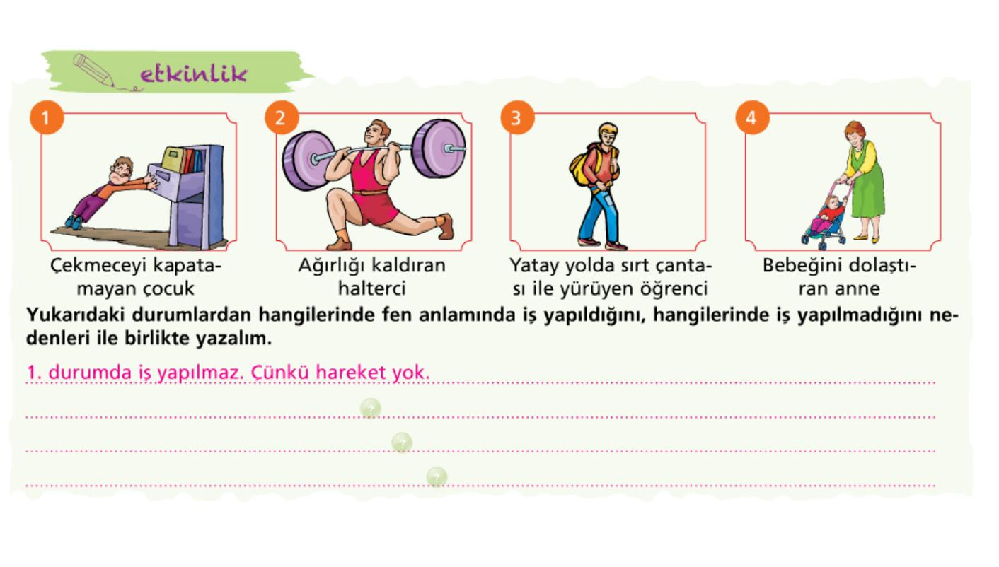 etkinlik
1
2
3
4
Çekmeceyi kapata-
mayan çocuk
Ağırlığı kaldıran
halterci
Yatay yolda sırt çanta-
sı ile yürüyen öğrenci
Bebeğini dolaştı-
ran anne
Yukarıdaki durumlardan hangilerinde fen anlamında iş yapıldığını, hangilerinde iş yapılmadığını ne-
denleri ile birlikte yazalım.
1. durumda iş yapılmaz. Çünkü hareket yok.
?
?
?